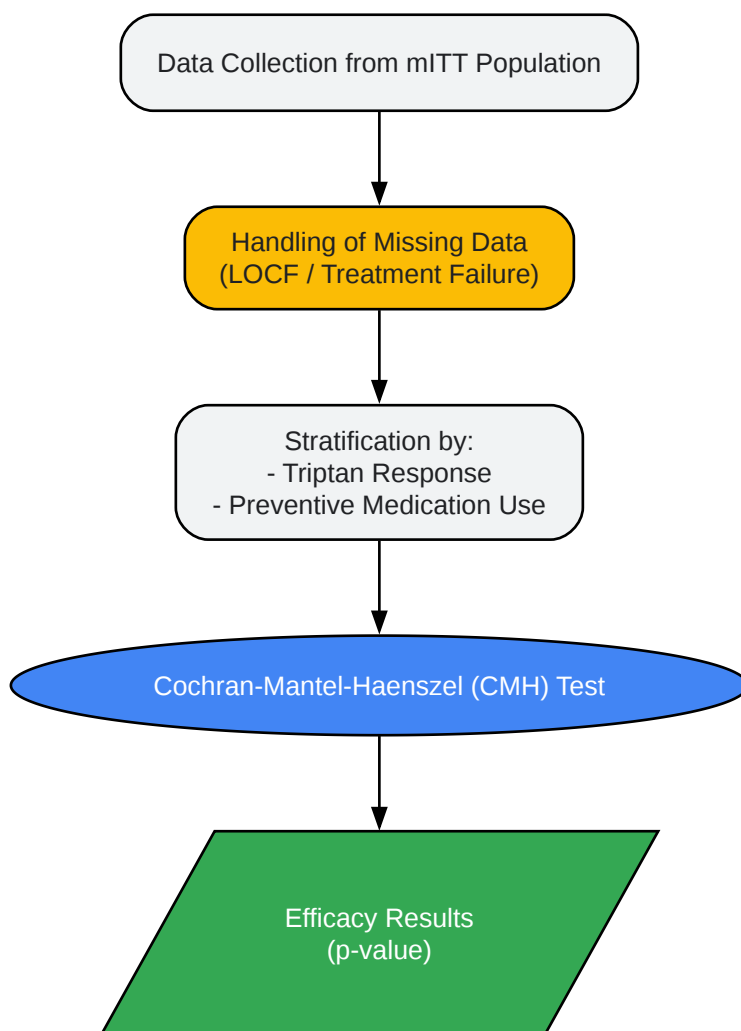 Data Collection from mITT Population
Handling of Missing Data
(LOCF / Treatment Failure)
Stratification by:
- Triptan Response
- Preventive Medication Use
Cochran-Mantel-Haenszel (CMH) Test
Efficacy Results
(p-value)